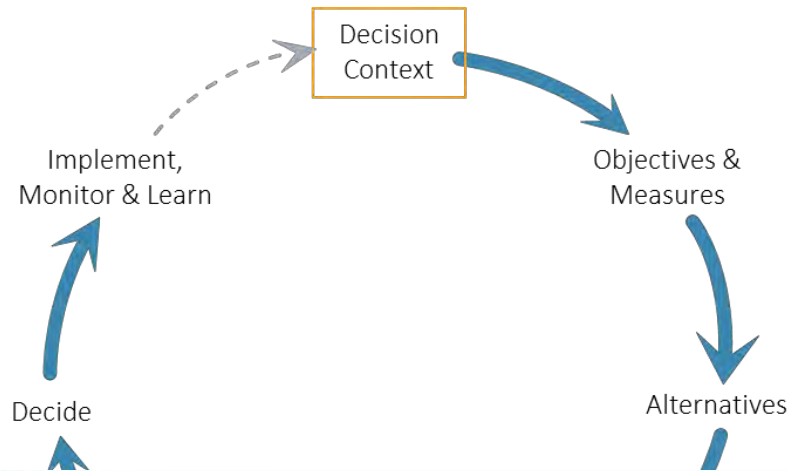 Decision
Context
Objectives &
Measures
Alternatives
Decide
Implement,
Monitor & Learn